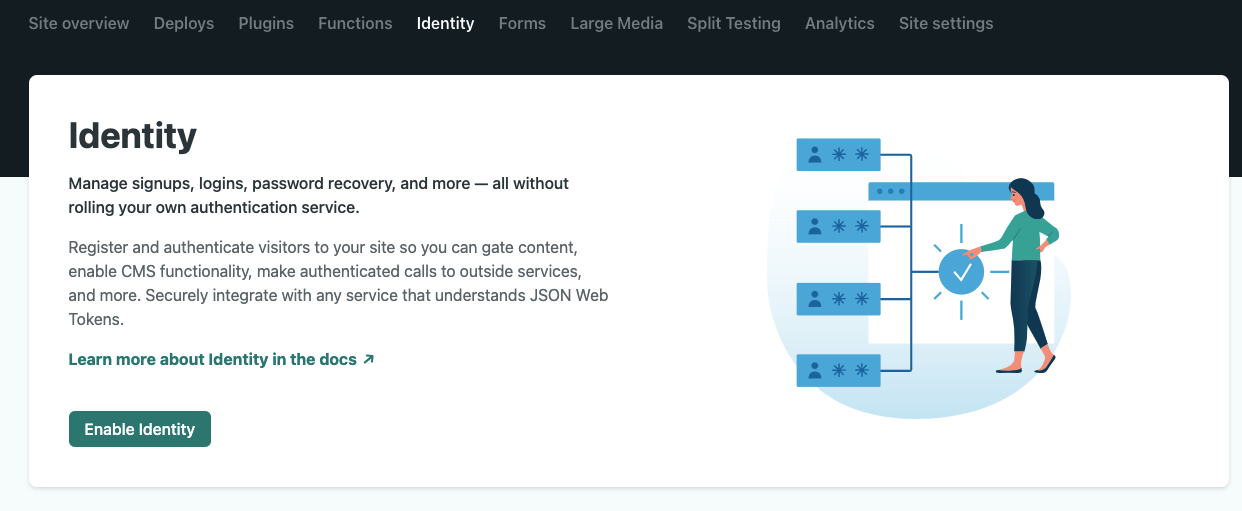 Site overview Deploys Plugins Functions Identity Forms Large Media Split Testing Analytics Site settings
Identity
Manage signups, logins, password recovery, and more — all without
rolling your own authentication service.
Register and authenticate visitors to your site so you can gate content,
enable CMS functionality, make authenticated calls to outside services,
and more. Securely integrate with any service that understands JSON Web
Tokens.
Learn more about Identity in the docs ↗
Enable Identity